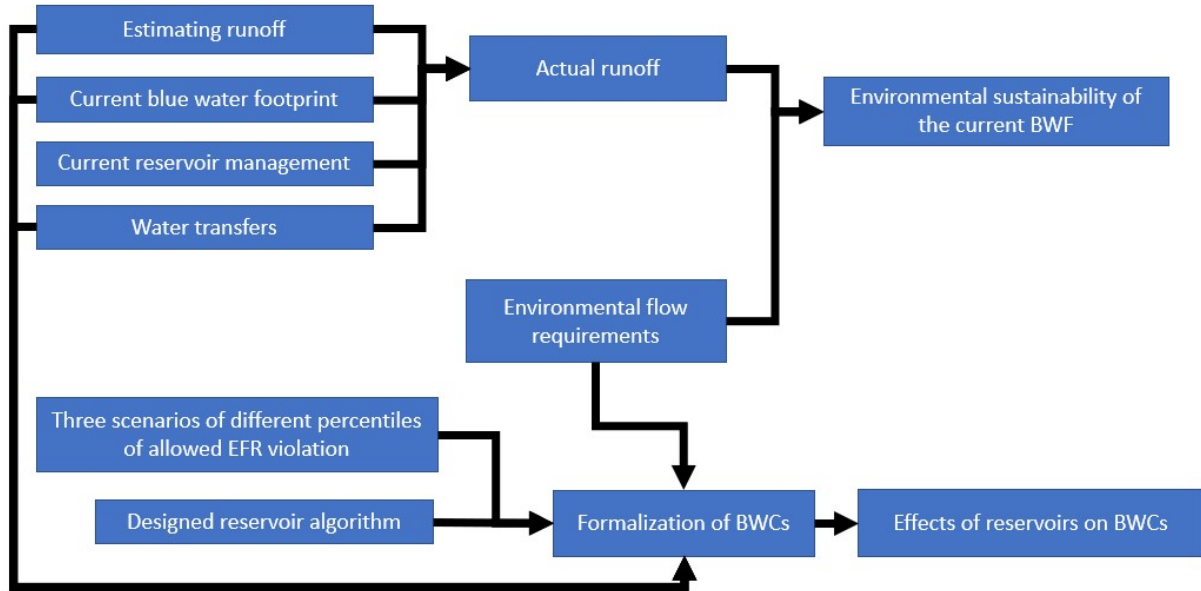 Estimating runoff
Current blue water footprint
Current reservoir management
Water transfers
Actual runoff
Environmental sustainability of
the current BWF
Environmental flow
requirements
Three scenarios of different percentiles
of allowed EFR violation
Designed reservoir algorithm
Formalization of BWCs
Effects of reservoirs on BWCs